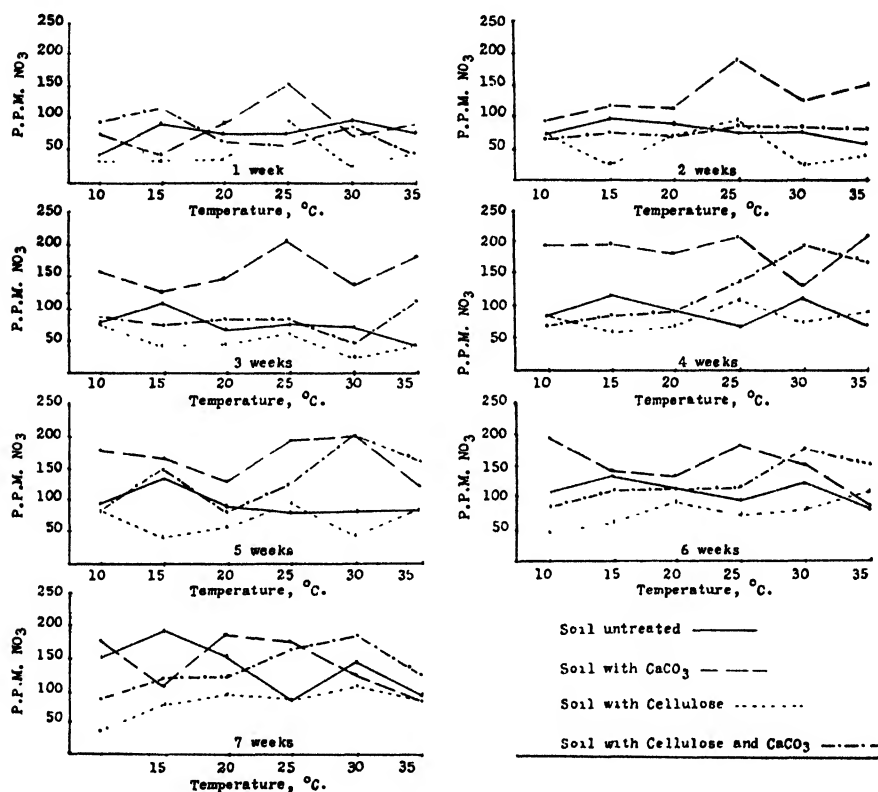 250
200
150
100
50
P.P.M. NO3
1 week
10 15 20 25 30 35
Temperature, °C.
250
200
150
100
50
P.P.M. NO3
2 weeks
10 15 20 25 30 35
Temperature, °C.
250
200
150
100
50
P.P.M. NO3
3 weeks
10 15 20 25 30 35
Temperature, °C.
250
200
150
100
50
P.P.M. NO3
4 weeks
10 15 20 25 30 35
Temperature, °C.
250
200
150
100
50
P.P.M. NO3
5 weeks
10 15 20 25 30 35
Temperature, °C.
250
200
150
100
50
P.P.M. NO3
6 weeks
10 15 20 25 30 35
Temperature, °C.
250
200
150
100
50
P.P.M. NO3
7 weeks
10 15 20 25 30 35
Temperature, °C.
Soil untreated
Soil with CaCO3
Soil with Cellulose
Soil with Cellulose and CaCO3